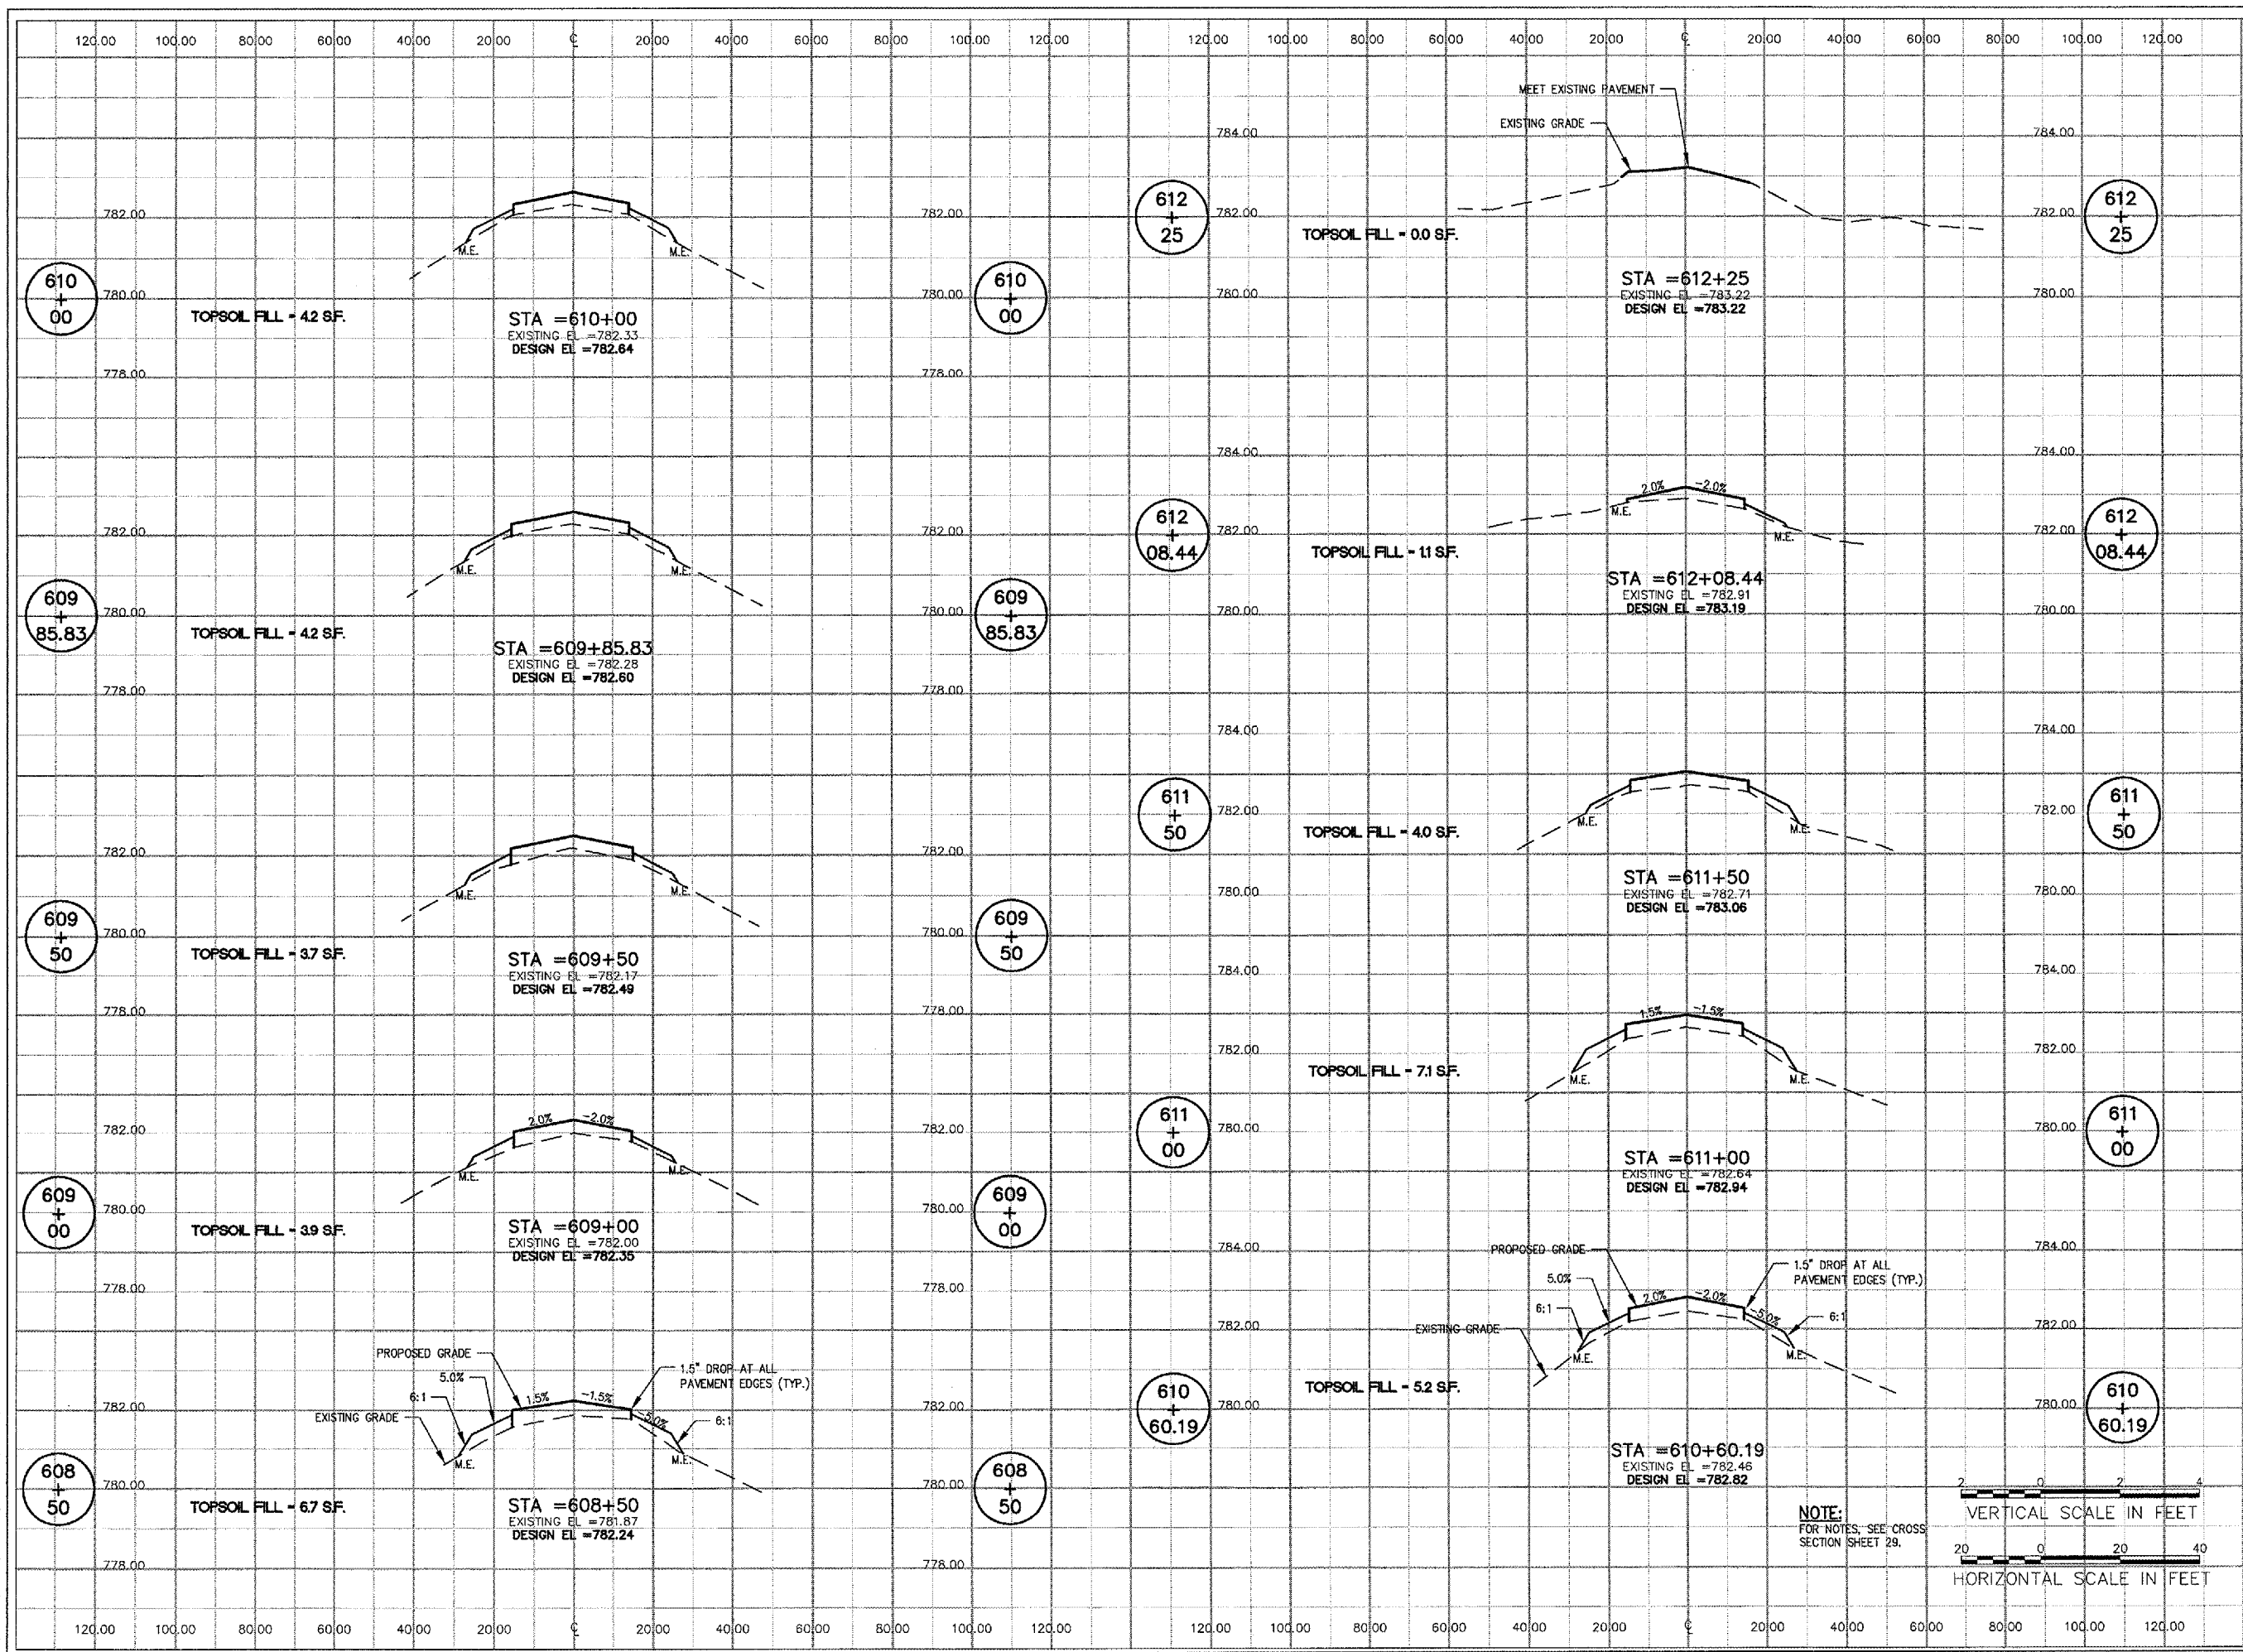 120.00 100.00 80.00 60.00 40.00 20.00 ℄ 20.00 40.00 60.00 80.00 100.00 120.00
120.00 100.00 80.00 60.00 40.00 20.00 ℄ 20.00 40.00 60.00 80.00 100.00 120.00
782.00 782.00
M.E. M.E.
610
00
780.00
TOPSOIL FILL = 4.2 S.F.
STA =610+00
EXISTING EL =782.33
DESIGN EL =782.64
780.00
610
00
778.00 778.00
782.00 782.00
M.E. M.E.
609
85.83
780.00
TOPSOIL FILL = 4.2 S.F.
STA =609+85.83
EXISTING EL =782.28
DESIGN EL =782.60
780.00
609
85.83
778.00 778.00
782.00 782.00
M.E. M.E.
609
50
780.00
TOPSOIL FILL = 3.7 S.F.
STA =609+50
EXISTING EL =782.17
DESIGN EL =782.49
780.00
609
50
778.00 778.00
2.0% -2.0%
782.00 782.00
M.E. M.E.
609
00
780.00
TOPSOIL FILL = 3.9 S.F.
STA =609+00
EXISTING EL =782.00
DESIGN EL =782.35
780.00
609
00
778.00 778.00
PROPOSED GRADE
5.0%
6:1
EXISTING GRADE
1.5% -1.5%
1.5" DROP AT ALL
PAVEMENT EDGES (TYP.)
-5.0%
6:1
782.00 782.00
M.E. M.E.
608
50
780.00
TOPSOIL FILL = 6.7 S.F.
STA =608+50
EXISTING EL =781.87
DESIGN EL =782.24
780.00
608
50
778.00 778.00
MEET EXISTING PAVEMENT
EXISTING GRADE
784.00 784.00
612
25
782.00 782.00
612
25
TOPSOIL FILL = 0.0 S.F.
STA =612+25
EXISTING EL =783.22
DESIGN EL =783.22
780.00 780.00
784.00 784.00
2.0% -2.0%
M.E. M.E.
612
08.44
782.00 782.00
612
08.44
TOPSOIL FILL = 1.1 S.F.
STA =612+08.44
EXISTING EL =782.91
DESIGN EL =783.19
780.00 780.00
784.00 784.00
M.E. M.E.
611
50
782.00 782.00
611
50
TOPSOIL FILL = 4.0 S.F.
STA =611+50
EXISTING EL =782.71
DESIGN EL =783.06
780.00 780.00
784.00 784.00
1.5% -1.5%
782.00 782.00
TOPSOIL FILL = 7.1 S.F.
M.E. M.E.
611
00
780.00 780.00
611
00
STA =611+00
EXISTING EL =782.64
DESIGN EL =782.94
784.00 784.00
PROPOSED GRADE
5.0%
6:1
EXISTING GRADE
2.0% -2.0%
1.5" DROP AT ALL
PAVEMENT EDGES (TYP.)
-5.0%
6:1
782.00 782.00
M.E. M.E.
TOPSOIL FILL = 5.2 S.F.
610
60.19
780.00 780.00
610
60.19
STA =610+60.19
EXISTING EL =782.46
DESIGN EL =782.82
NOTE:
FOR NOTES, SEE CROSS
SECTION SHEET 29.
2 0 2 4
VERTICAL SCALE IN FEET
20 0 20 40
HORIZONTAL SCALE IN FEET
120.00 100.00 80.00 60.00 40.00 20.00 ℄ 20.00 40.00 60.00 80.00 100.00 120.00
120.00 100.00 80.00 60.00 40.00 20.00 ℄ 20.00 40.00 60.00 80.00 100.00 120.00